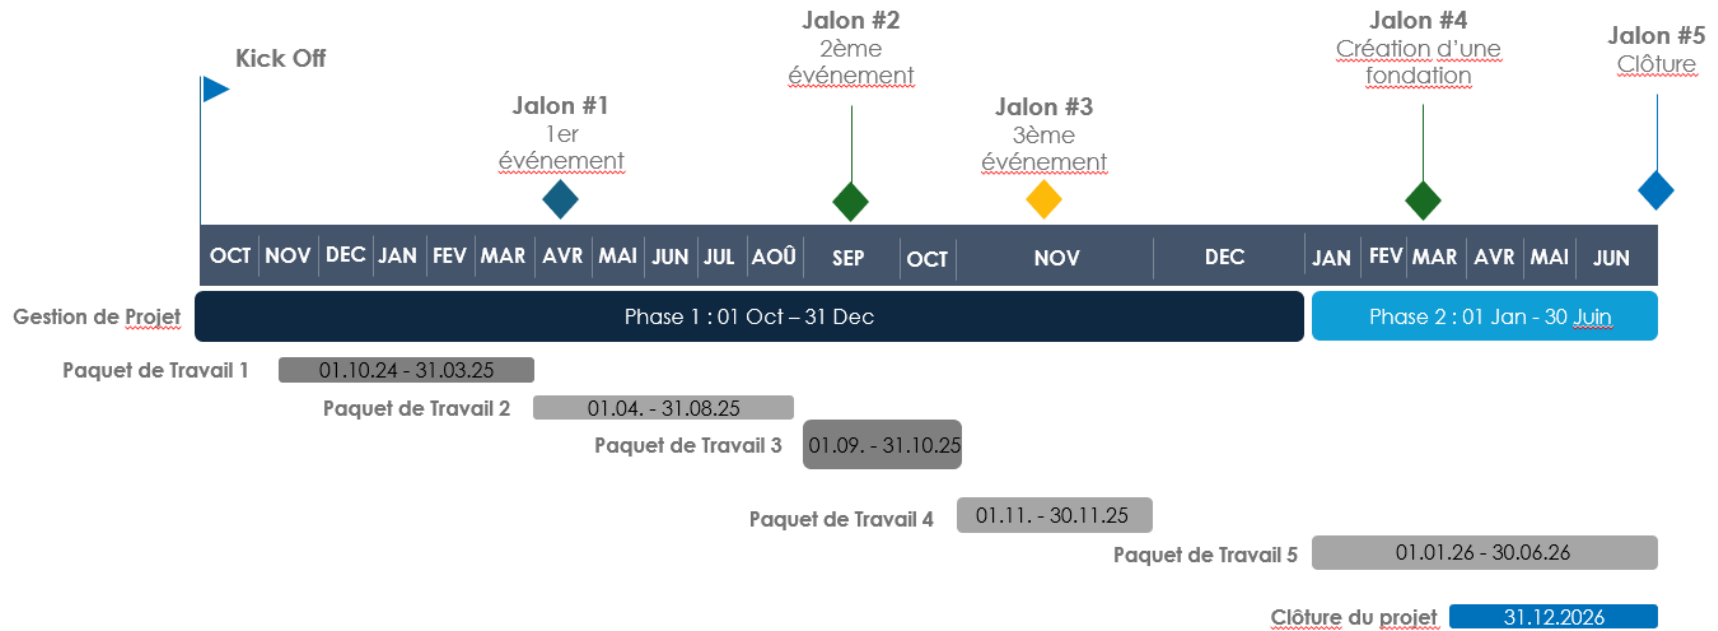 Kick Off
Jalon #1
1er
événement
Jalon #2
2ème
événement
Jalon #3
3ème
événement
Jalon #4
Création d’une
fondation
Jalon #5
Clôture
OCT NOV DEC JAN FEV MAR AVR MAI JUN JUL AOÛ SEP OCT NOV DEC JAN FEV MAR AVR MAI JUN
Gestion de Projet
Phase 1 : 01 Oct – 31 Dec
Phase 2 : 01 Jan - 30 Juin
Paquet de Travail 1
01.10.24 - 31.03.25
Paquet de Travail 2
01.04. - 31.08.25
Paquet de Travail 3
01.09. - 31.10.25
Paquet de Travail 4
01.11. - 30.11.25
Paquet de Travail 5
01.01.26 - 30.06.26
Clôture du projet
31.12.2026